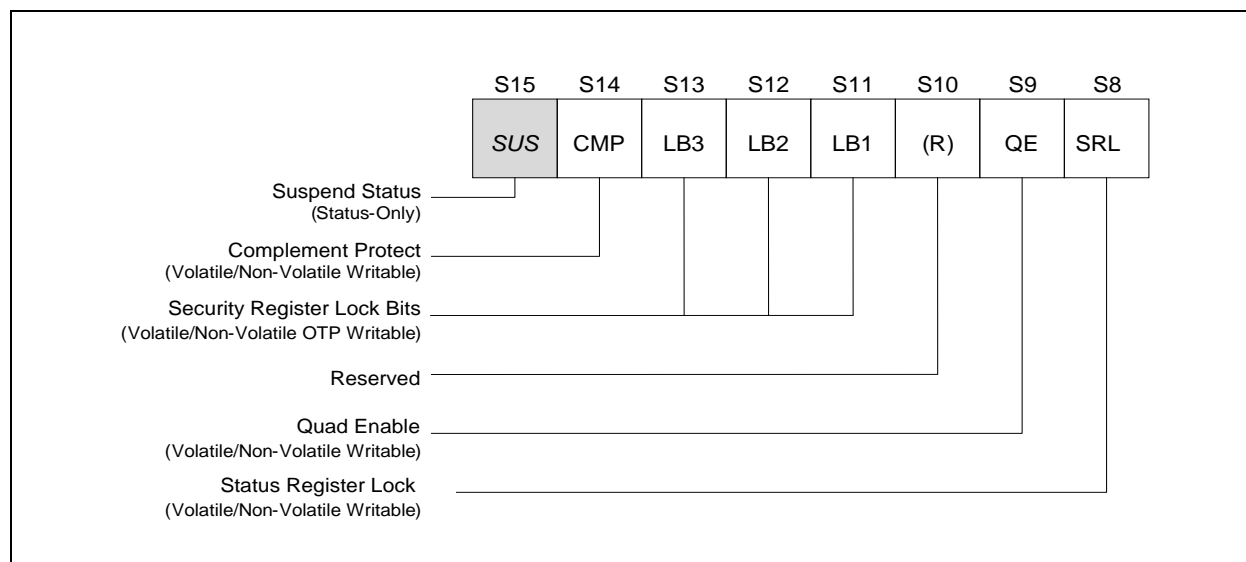 S15 S14 S13 S12 S11 S10 S9 S8
SUS CMP LB3 LB2 LB1 (R) QE SRL
Suspend Status
(Status-Only)
Complement Protect
(Volatile/Non-Volatile Writable)
Security Register Lock Bits
(Volatile/Non-Volatile OTP Writable)
Reserved
Quad Enable
(Volatile/Non-Volatile Writable)
Status Register Lock
(Volatile/Non-Volatile Writable)